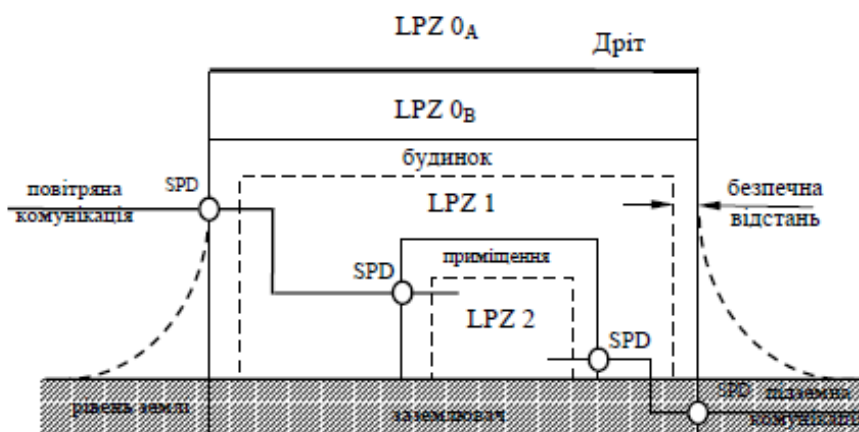 LPZ 0A
Дріт
LPZ 0B
будинок
повітряна
комунікація
SPD
LPZ 1
безпечна
відстань
приміщення
SPD
LPZ 2
SPD
SPD
рівень землі
заземлювач
підземна
комунікаці